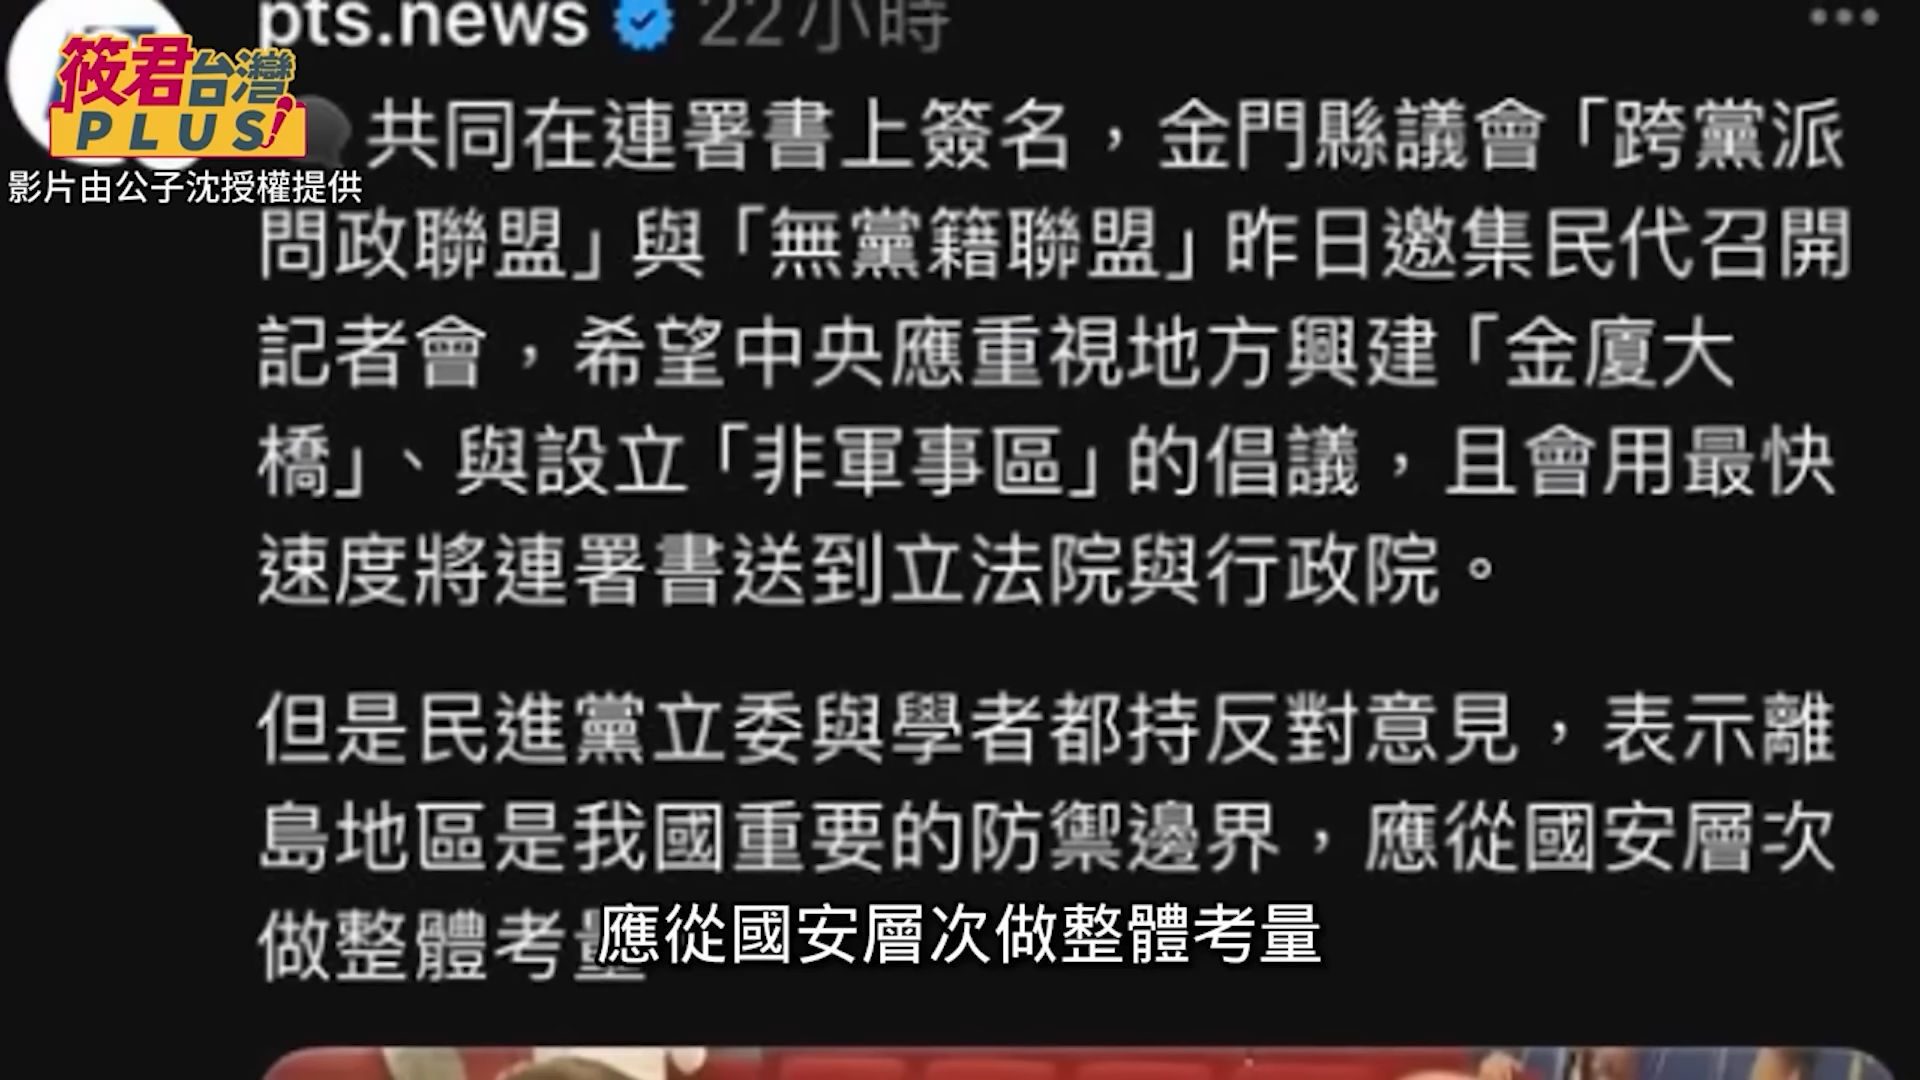 pts.news 22小時
筱君台灣
PLUS!
影片由公子沈授權提供
共同在連署書上簽名，金門縣議會「跨黨派
問政聯盟」與「無黨籍聯盟」昨日邀集民代召開
記者會，希望中央應重視地方興建「金廈大
橋」、與設立「非軍事區」的倡議，且會用最快
速度將連署書送到立法院與行政院。
但是民進黨立委與學者都持反對意見，表示離
島地區是我國重要的防禦邊界，應從國安層次
做整體考量
應從國安層次做整體考量